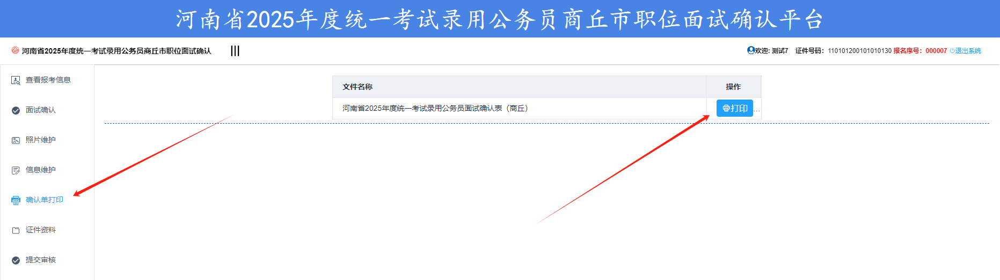 河南省2025年度统一考试录用公务员商丘市职位面试确认平台
河南省2025年度统一考试录用公务员商丘市职位面试确认
欢迎: 测试7 证件号码：110101200101010130 报名序号：000007 退出系统
查看报考信息
面试确认
照片维护
信息维护
确认单打印
证件资料
提交审核
文件名称 操作
河南省2025年度统一考试录用公务员面试确认表（商丘） 打印...